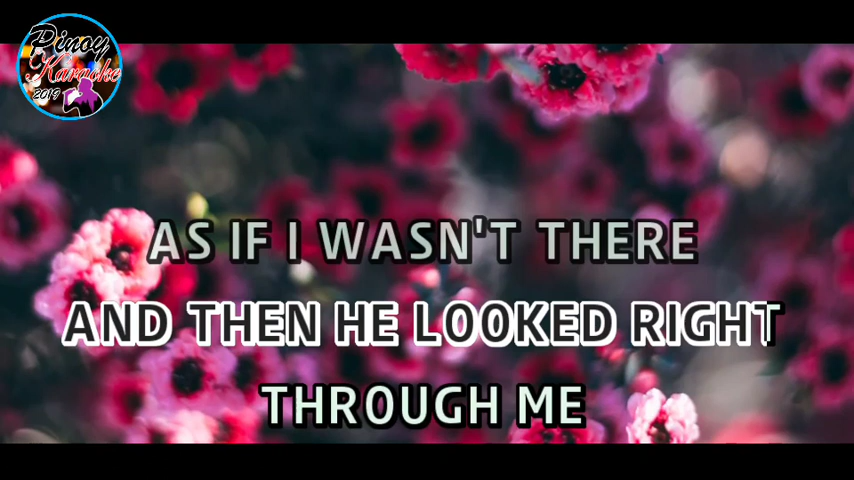 Pinoy
Karaoke
2019
AS IF I WASN'T THERE
AND THEN HE LOOKED RIGHT
THROUGH ME